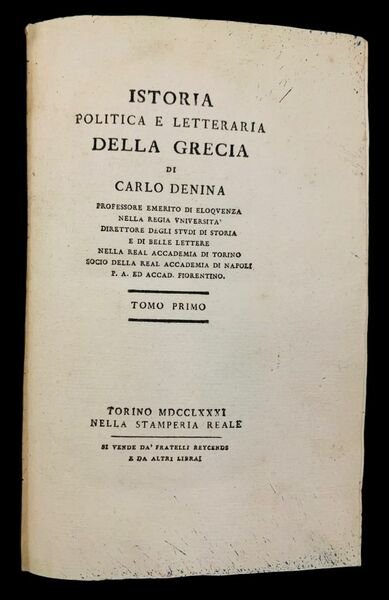 ISTORIA
POLITICA E LETTERARIA
DELLA GRECIA
DI
CARLO DENINA
PROFESSORE EMERITO DI ELOQVENZA
NELLA REGIA VNIVERSITA'
DIRETTORE DEGLI STVDI DI STORIA
E DI BELLE LETTERE
NELLA REAL ACCADEMIA DI TORINO
SOCIO DELLA REAL ACCADEMIA DI NAPOLI
P. A. ED ACCAD. FIORENTINO.
TOMO PRIMO
TORINO MDCCLXXXI
NELLA STAMPERIA REALE
SI VENDE DA' FRATELLI REYCENDS
E DA ALTRI LIBRAI